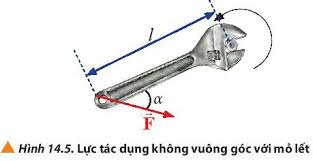 l
α
F
Hình 14.5. Lực tác dụng không vuông góc với mỏ lết